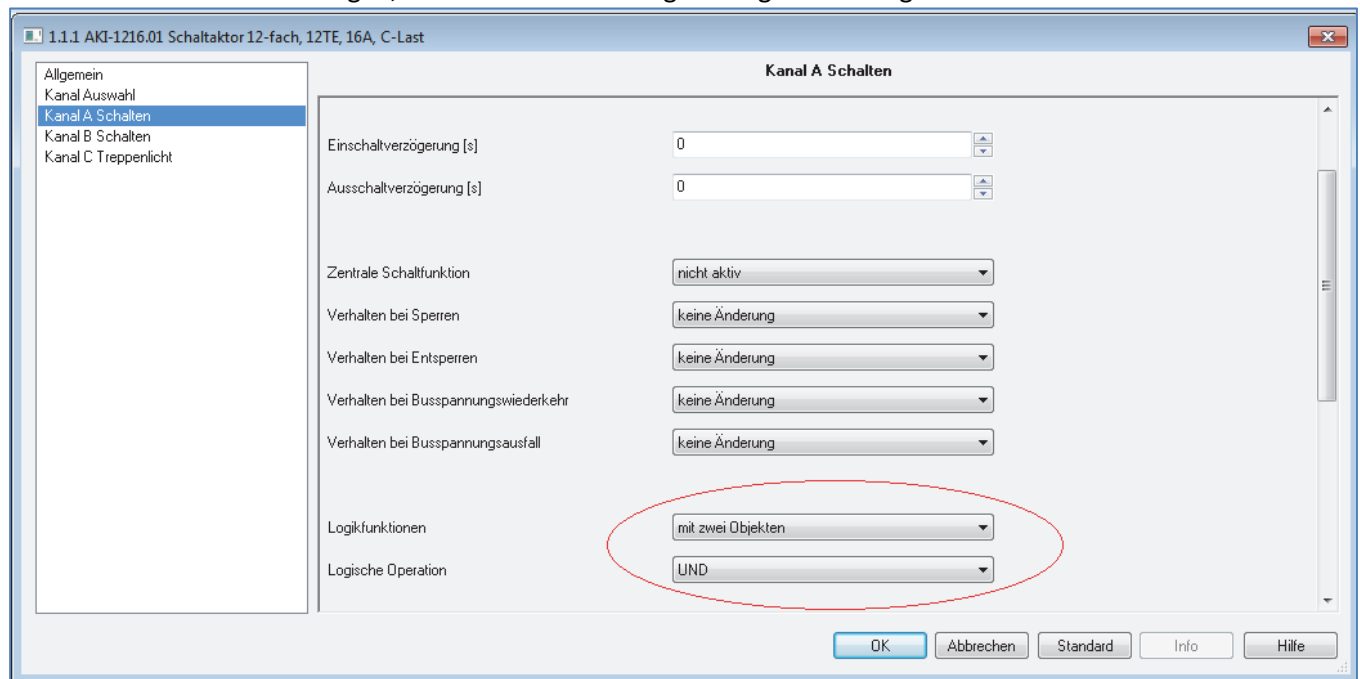 1.1.1 AKI-1216.01 Schaltaktor 12-fach, 12TE, 16A, C-Last
Allgemein
Kanal Auswahl
Kanal A Schalten
Kanal B Schalten
Kanal C Treppenlicht
Kanal A Schalten
Einschaltverzögerung [s] 0
Ausschaltverzögerung [s] 0
Zentrale Schaltfunktion nicht aktiv
Verhalten bei Sperren keine Änderung
Verhalten bei Entsperren keine Änderung
Verhalten bei Busspannungswiederkehr keine Änderung
Verhalten bei Busspannungsausfall keine Änderung
Logikfunktionen mit zwei Objekten
Logische Operation UND
OK Abbrechen Standard Info Hilfe